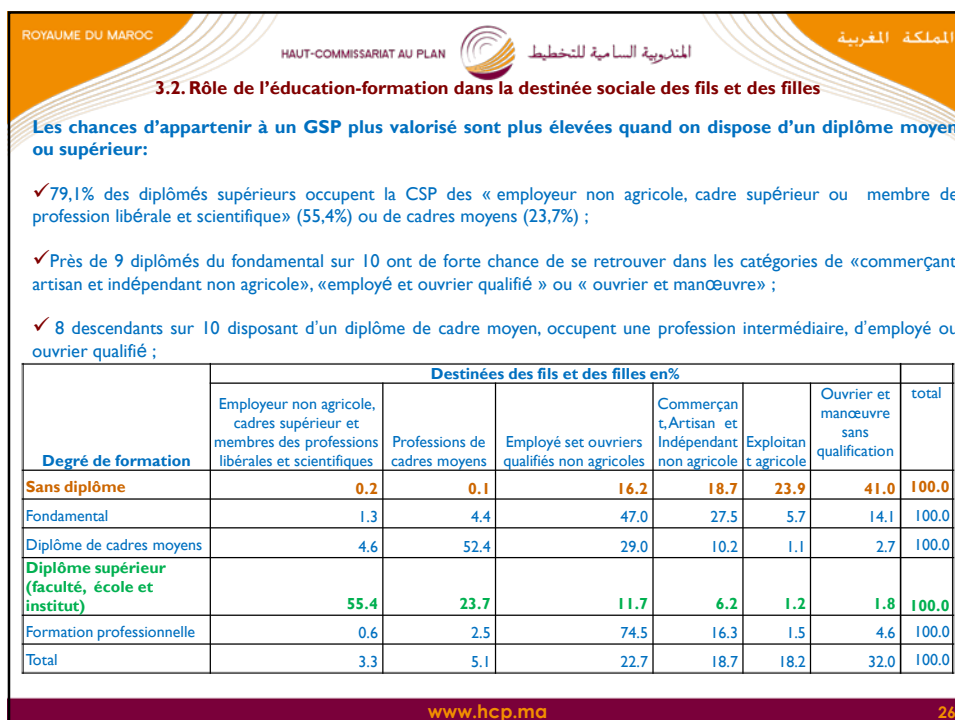 ROYAUME DU MAROC
HAUT-COMMISSARIAT AU PLAN
المندوبية السامية للتخطيط
المملكة المغربية
3.2. Rôle de l'éducation-formation dans la destinée sociale des fils et des filles
Les chances d'appartenir à un GSP plus valorisé sont plus élevées quand on dispose d'un diplôme moyen
ou supérieur:
✓79,1% des diplômés supérieurs occupent la CSP des « employeur non agricole, cadre supérieur ou membre de
profession libérale et scientifique» (55,4%) ou de cadres moyens (23,7%) ;
✓Près de 9 diplômés du fondamental sur 10 ont de forte chance de se retrouver dans les catégories de «commerçant
artisan et indépendant non agricole», «employé et ouvrier qualifié » ou « ouvrier et manœuvre» ;
✓ 8 descendants sur 10 disposant d'un diplôme de cadre moyen, occupent une profession intermédiaire, d'employé ou
ouvrier qualifié ;
Destinées des fils et des filles en%
Degré de formation
Employeur non agricole,
cadres supérieur et
membres des professions
libérales et scientifiques
Professions de
cadres moyens
Employé set ouvriers
qualifiés non agricoles
Commerçan
t,Artisan et
Indépendant
non agricole
Exploitan
t agricole
Ouvrier et
manœuvre
sans
qualification
total
Sans diplôme 0.2 0.1 16.2 18.7 23.9 41.0 100.0
Fondamental 1.3 4.4 47.0 27.5 5.7 14.1 100.0
Diplôme de cadres moyens 4.6 52.4 29.0 10.2 1.1 2.7 100.0
Diplôme supérieur
(faculté, école et
institut) 55.4 23.7 11.7 6.2 1.2 1.8 100.0
Formation professionnelle 0.6 2.5 74.5 16.3 1.5 4.6 100.0
Total 3.3 5.1 22.7 18.7 18.2 32.0 100.0
www.hcp.ma
26